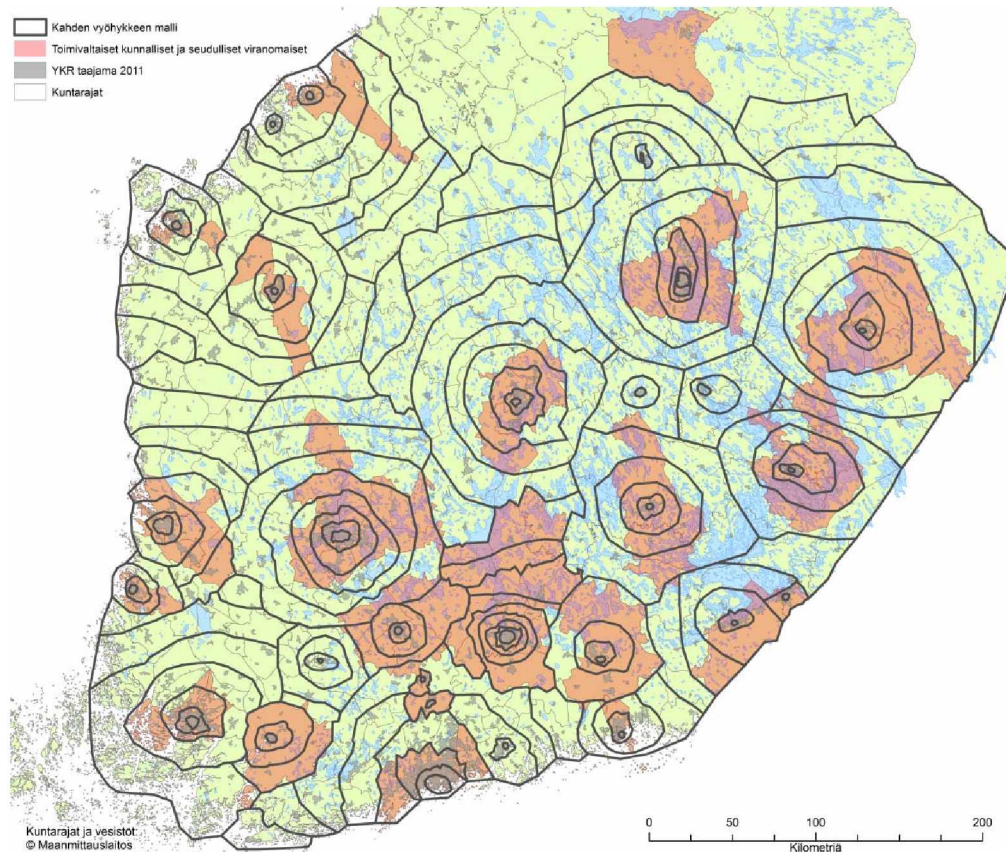 Kahden vyöhykkeen malli
Toimivaltaiset kunnalliset ja seudulliset viranomaiset
YKR taajama 2011
Kuntarajat
Kuntarajat ja vesistöt:
© Maanmittauslaitos
0 50 100 200
Kilometriä